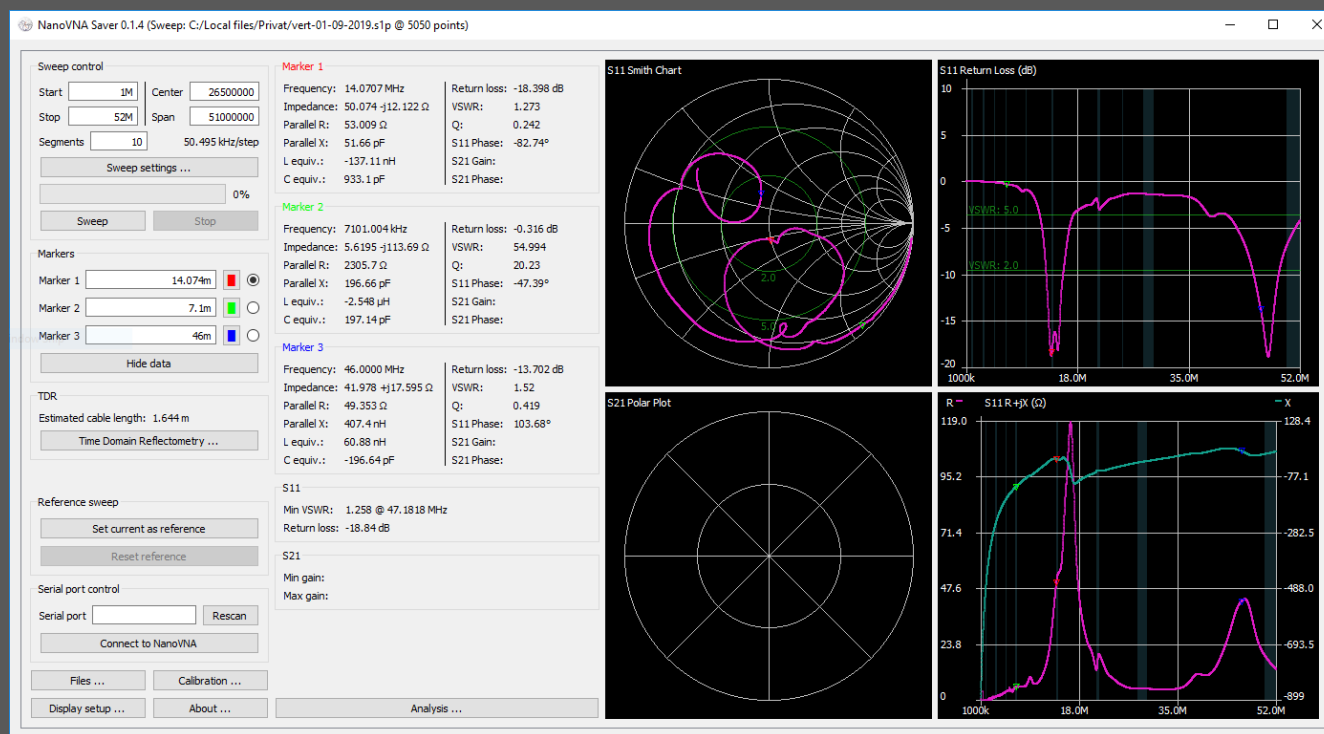 NanoVNA Saver 0.1.4 (Sweep: C:/Local files/Privat/vert-01-09-2019.s1p @ 5050 points)
Sweep control
Start 1M Center 26500000
Stop 52M Span 51000000
Segments 10 50.495 kHz/step
Sweep settings ...
0%
Sweep Stop
Markers
Marker 1 14.074m
Marker 2 7.1m
Marker 3 46m
Hide data
TDR
Estimated cable length: 1.644 m
Time Domain Reflectometry ...
Reference sweep
Set current as reference
Reset reference
Serial port control
Serial port Rescan
Connect to NanoVNA
Files ... Calibration ...
Display setup ... About ...
Marker 1
Frequency: 14.0707 MHz Return loss: -18.398 dB
Impedance: 50.074 -j12.122 Ω VSWR: 1.273
Parallel R: 53.009 Ω Q: 0.242
Parallel X: 51.66 pF S11 Phase: -82.74°
L equiv.: -137.11 nH S21 Gain:
C equiv.: 933.1 pF S21 Phase:
Marker 2
Frequency: 7101.004 kHz Return loss: -0.316 dB
Impedance: 5.6195 -j113.69 Ω VSWR: 54.994
Parallel R: 2305.7 Ω Q: 20.23
Parallel X: 196.66 pF S11 Phase: -47.39°
L equiv.: -2.548 μH S21 Gain:
C equiv.: 197.14 pF S21 Phase:
Marker 3
Frequency: 46.0000 MHz Return loss: -13.702 dB
Impedance: 41.978 +j17.595 Ω VSWR: 1.52
Parallel R: 49.353 Ω Q: 0.419
Parallel X: 407.4 nH S11 Phase: 103.68°
L equiv.: 60.88 nH S21 Gain:
C equiv.: -196.64 pF S21 Phase:
S11
Min VSWR: 1.258 @ 47.1818 MHz
Return loss: -18.84 dB
S21
Min gain:
Max gain:
Analysis ...
S11 Smith Chart
2.0
5.0
S11 Return Loss (dB)
10
5
0
VSWR: 5.0
-5
VSWR: 2.0
-10
-15
-20
1000k 18.0M 35.0M 52.0M
S21 Polar Plot
R S11 R+jX (Ω) X
119.0 128.4
95.2 -77.1
71.4 -282.5
47.6 -488.0
23.8 -693.5
0 -899
1000k 18.0M 35.0M 52.0M